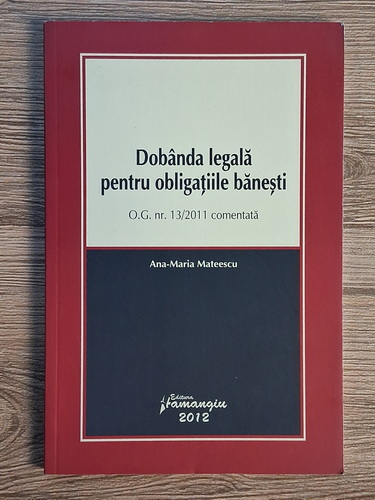 Dobânda legală
pentru obligațiile bănești
O.G. nr. 13/2011 comentată
Ana-Maria Mateescu
Editura
Hamangiu
2012